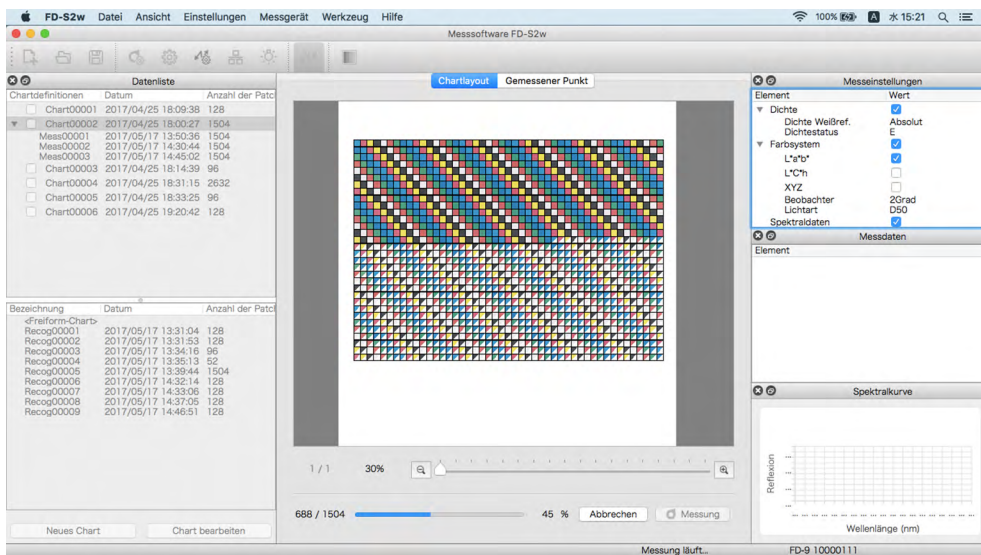 FD-S2w Datei Ansicht Einstellungen Messgerät Werkzeug Hilfe 100% A 水 15:21
Messsoftware FD-S2w
Datenliste
Chartdefinitionen Datum Anzahl der Patc
Chart00001 2017/04/25 18:09:38 128
Chart00002 2017/04/25 18:00:27 1504
Meas00001 2017/05/17 13:50:36 1504
Meas00002 2017/05/17 14:30:44 1504
Meas00003 2017/05/17 14:45:02 1504
Chart00003 2017/04/25 18:14:39 96
Chart00004 2017/04/25 18:31:15 2632
Chart00005 2017/04/25 18:33:25 96
Chart00006 2017/04/25 19:20:42 128
Bezeichnung Datum Anzahl der Patcl
<Freiform-Chart>
Recog00001 2017/05/17 13:31:04 128
Recog00002 2017/05/17 13:31:53 128
Recog00003 2017/05/17 13:34:16 96
Recog00004 2017/05/17 13:35:13 52
Recog00005 2017/05/17 13:39:44 1504
Recog00006 2017/05/17 14:32:14 128
Recog00007 2017/05/17 14:33:06 128
Recog00008 2017/05/17 14:37:05 128
Recog00009 2017/05/17 14:46:51 128
Neues Chart Chart bearbeiten
Chartlayout Gemessener Punkt
1 / 1 30%
688 / 1504 45 % Abbrechen Messung
Messeinstellungen
Element Wert
Dichte
Dichte Weißref. Absolut
Dichtestatus E
Farbsystem
L*a*b*
L*C*h
XYZ
Beobachter 2Grad
Lichtart D50
Spektraldaten
Messdaten
Element
Spektralkurve
Reflexion
Wellenlänge (nm)
Messung läuft... FD-9 10000111